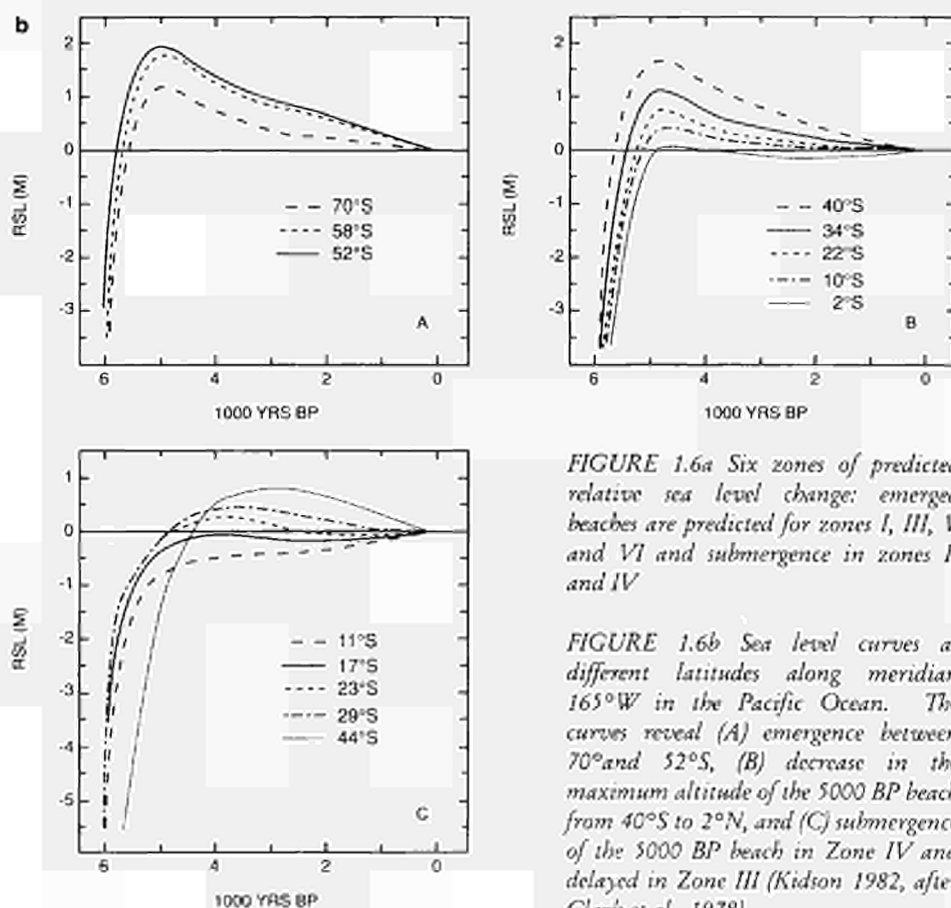 b
2
1
0
-1
-2
-3
RSL (M)
70°S
58°S
52°S
A
6 4 2 0
1000 YRS BP
2
1
0
-1
-2
-3
RSL (M)
40°S
34°S
22°S
10°S
2°S
B
6 4 2 0
1000 YRS BP
1
0
-1
-2
-3
-4
-5
RSL (M)
11°S
17°S
23°S
29°S
44°S
C
6 4 2 0
1000 YRS BP
FIGURE 1.6a Six zones of predicted
relative sea level change: emerged
beaches are predicted for zones I, III, V
and VI and submergence in zones I
and IV
FIGURE 1.6b Sea level curves a
different latitudes along meridian
165°W in the Pacific Ocean. The
curves reveal (A) emergence between
70°and 52°S, (B) decrease in the
maximum altitude of the 5000 BP beach
from 40°S to 2°N, and (C) submergence
of the 5000 BP beach in Zone IV and
delayed in Zone III (Kidson 1982, after
Clark et al. 1978)